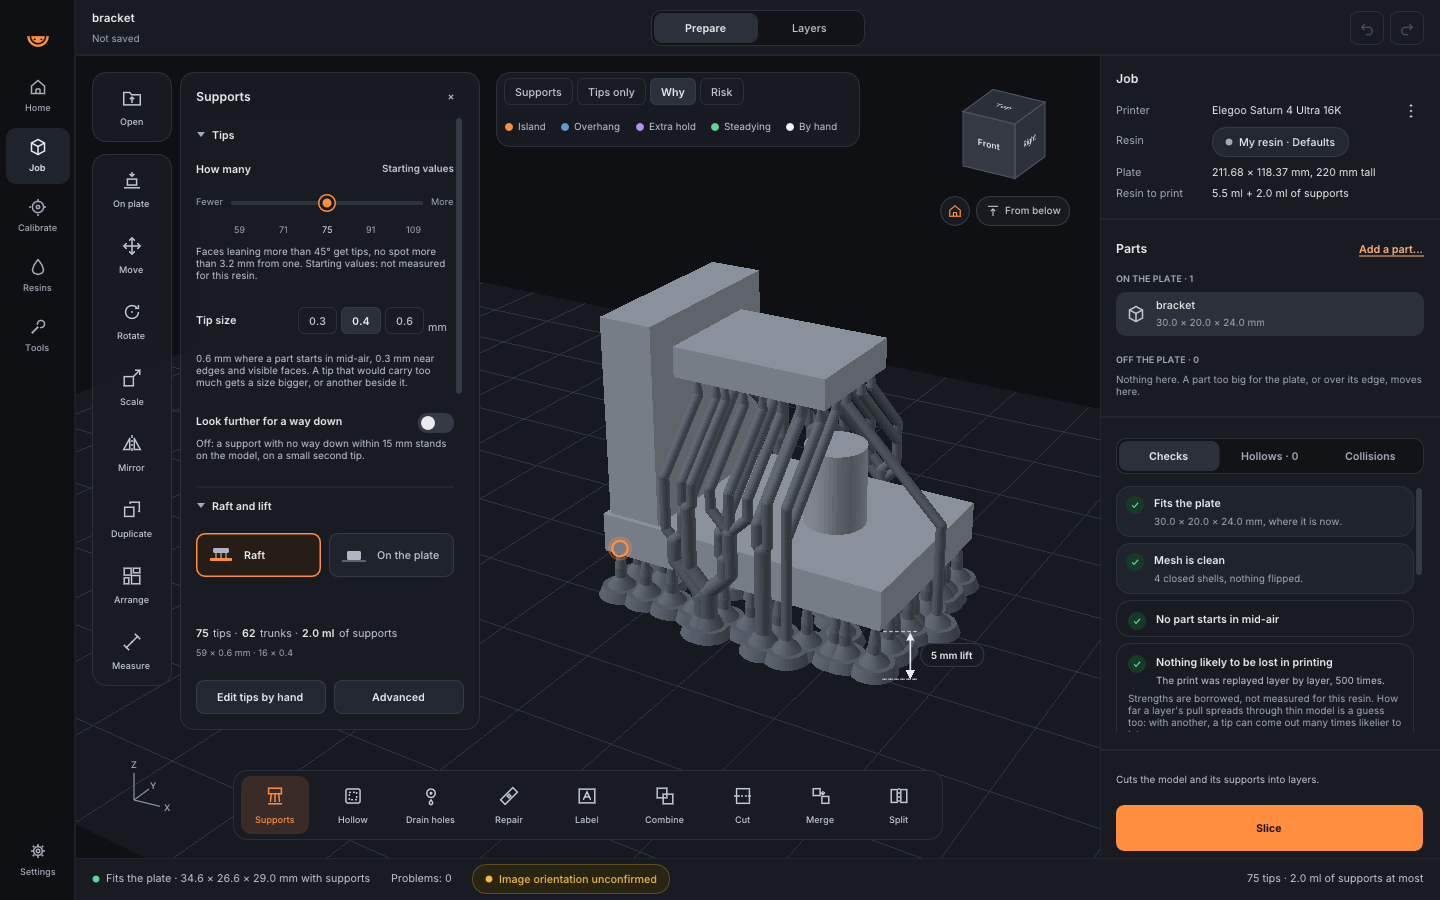 bracket
Not saved
Prepare
Layers
Home
Job
Calibrate
Resins
Tools
Settings
Open
On plate
Move
Rotate
Scale
Mirror
Duplicate
Arrange
Measure
Supports
×
Tips
How many
Starting values
Fewer
More
59 71 75 91 109
Faces leaning more than 45° get tips, no spot more
than 3.2 mm from one. Starting values: not measured
for this resin.
Tip size
0.3 0.4 0.6 mm
0.6 mm where a part starts in mid-air, 0.3 mm near
edges and visible faces. A tip that would carry too
much gets a size bigger, or another beside it.
Look further for a way down
Off: a support with no way down within 15 mm stands
on the model, on a small second tip.
Raft and lift
Raft
On the plate
75 tips · 62 trunks · 2.0 ml of supports
59 × 0.6 mm · 16 × 0.4
Edit tips by hand
Advanced
Supports
Tips only
Why
Risk
Island
Overhang
Extra hold
Steadying
By hand
Top
Front
Right
From below
5 mm lift
Z
Y
X
Supports
Hollow
Drain holes
Repair
Label
Combine
Cut
Merge
Split
Job
Printer Elegoo Saturn 4 Ultra 16K
Resin My resin · Defaults
Plate 211.68 × 118.37 mm, 220 mm tall
Resin to print 5.5 ml + 2.0 ml of supports
Parts
Add a part...
ON THE PLATE · 1
bracket
30.0 × 20.0 × 24.0 mm
OFF THE PLATE · 0
Nothing here. A part too big for the plate, or over its edge, moves
here.
Checks
Hollows · 0
Collisions
Fits the plate
30.0 × 20.0 × 24.0 mm, where it is now.
Mesh is clean
4 closed shells, nothing flipped.
No part starts in mid-air
Nothing likely to be lost in printing
The print was replayed layer by layer, 500 times.
Strengths are borrowed, not measured for this resin. How
far a layer's pull spreads through thin model is a guess
too: with another, a tip can come out many times likelier to
Cuts the model and its supports into layers.
Slice
Fits the plate · 34.6 × 26.6 × 29.0 mm with supports
Problems: 0
Image orientation unconfirmed
75 tips · 2.0 ml of supports at most